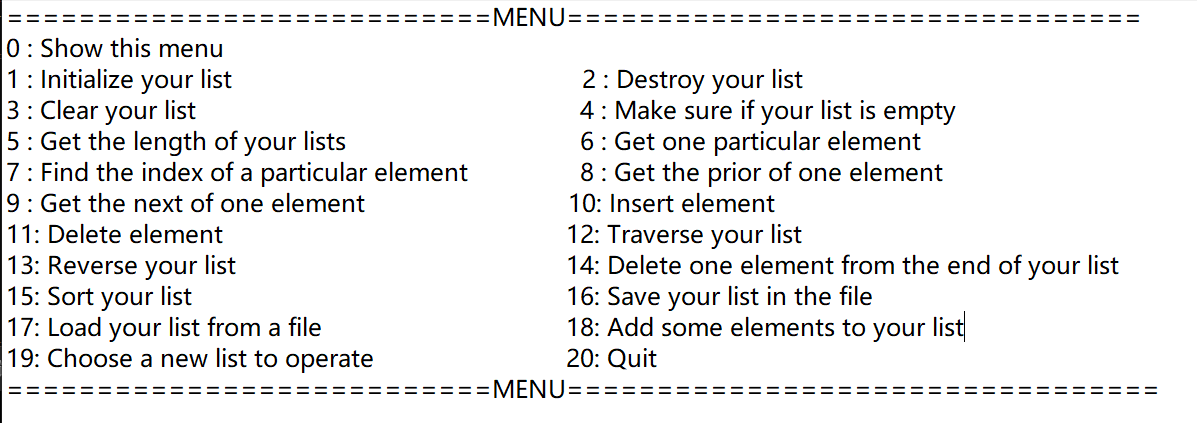 ===========================MENU================================
0 : Show this menu
1 : Initialize your list 2 : Destroy your list
3 : Clear your list 4 : Make sure if your list is empty
5 : Get the length of your lists 6 : Get one particular element
7 : Find the index of a particular element 8 : Get the prior of one element
9 : Get the next of one element 10: Insert element
11: Delete element 12: Traverse your list
13: Reverse your list 14: Delete one element from the end of your list
15: Sort your list 16: Save your list in the file
17: Load your list from a file 18: Add some elements to your list
19: Choose a new list to operate 20: Quit
===========================MENU=================================